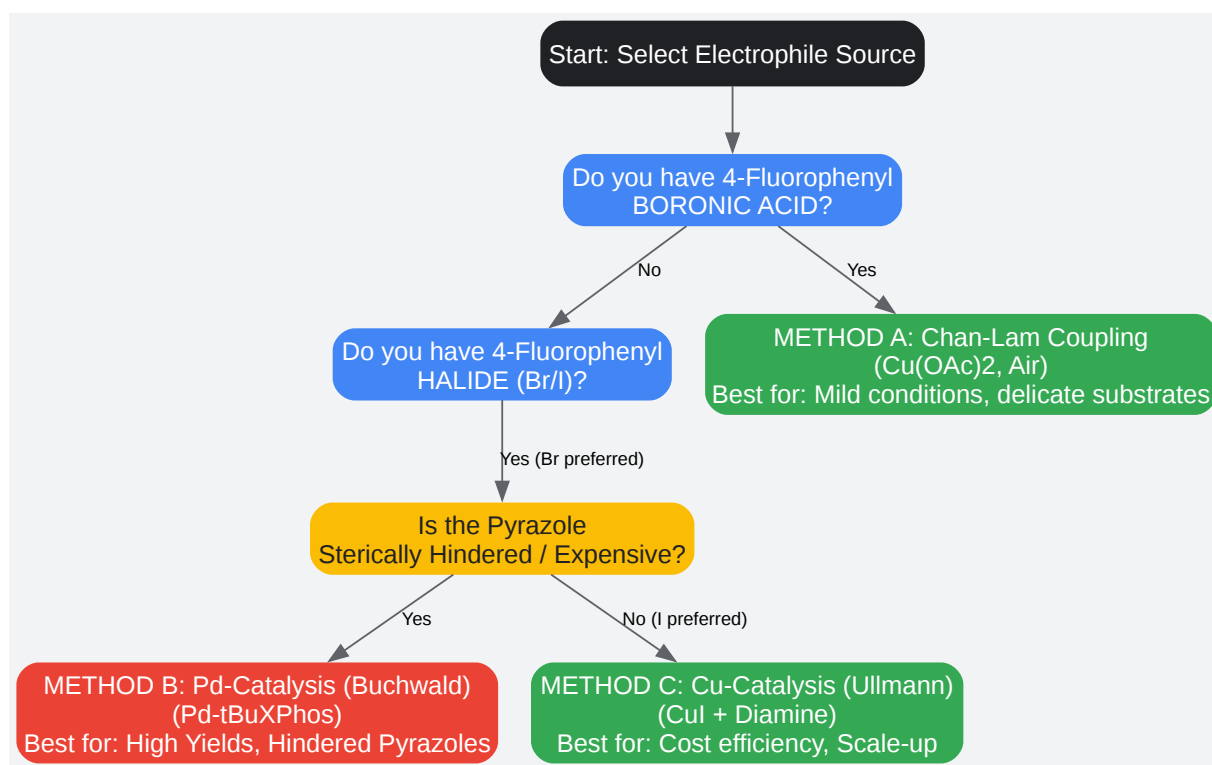 Start: Select Electrophile Source
Do you have 4-Fluorophenyl
BORONIC ACID?
No
Yes
METHOD A: Chan-Lam Coupling
(Cu(OAc)2, Air)
Best for: Mild conditions, delicate substrates
Do you have 4-Fluorophenyl
HALIDE (Br/I)?
Yes (Br preferred)
Is the Pyrazole
Sterically Hindered / Expensive?
Yes
No (I preferred)
METHOD B: Pd-Catalysis (Buchwald)
(Pd-tBuXPhos)
Best for: High Yields, Hindered Pyrazoles
METHOD C: Cu-Catalysis (Ullmann)
(CuI + Diamine)
Best for: Cost efficiency, Scale-up